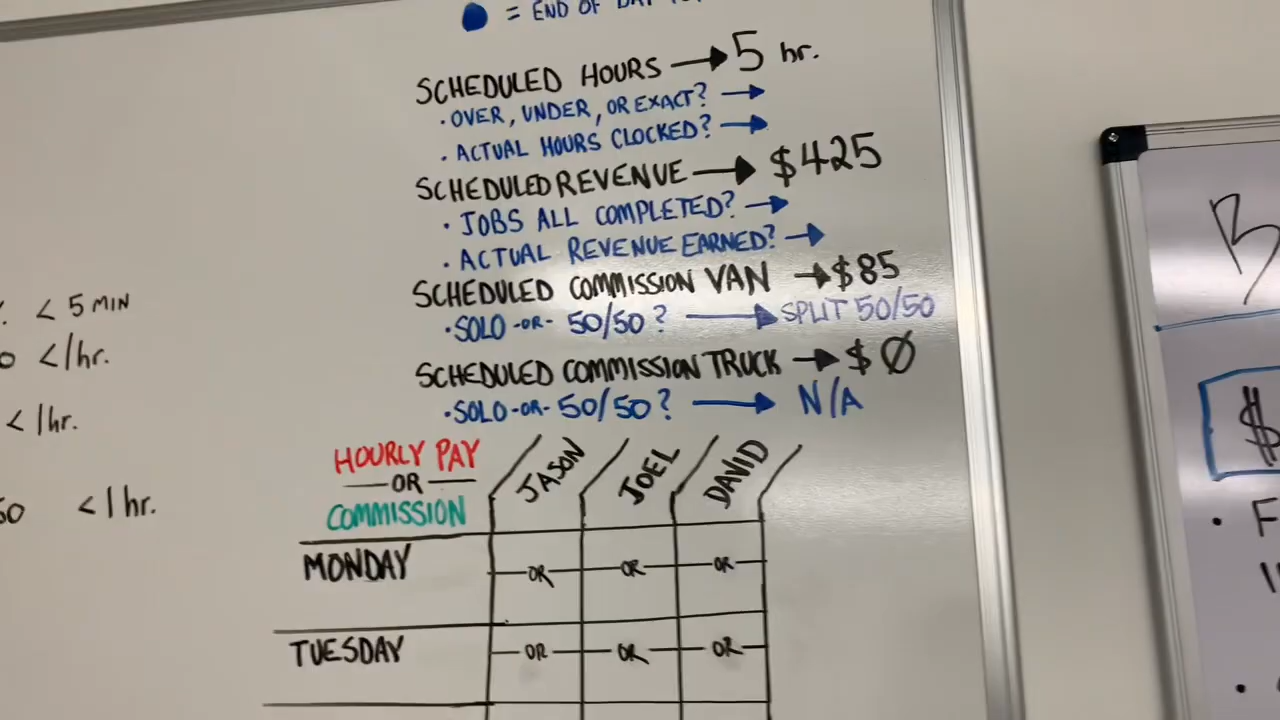 = END OF DAY
SCHEDULED HOURS → 5 hr.
• OVER, UNDER, OR EXACT? →
• ACTUAL HOURS CLOCKED? →
SCHEDULED REVENUE → $425
• JOBS ALL COMPLETED? →
• ACTUAL REVENUE EARNED? →
SCHEDULED COMMISSION VAN → $85
• SOLO -OR- 50/50? → SPLIT 50/50
SCHEDULED COMMISSION TRUCK → $ Ø
• SOLO -OR- 50/50? → N/A
< 5 MIN
< /hr.
< 1hr.
< 1 hr.
HOURLY PAY
— OR —
COMMISSION
JASON JOEL DAVID
MONDAY — OR — — OR — — OR —
TUESDAY — OR — — OR — — OR —
$
• F
•